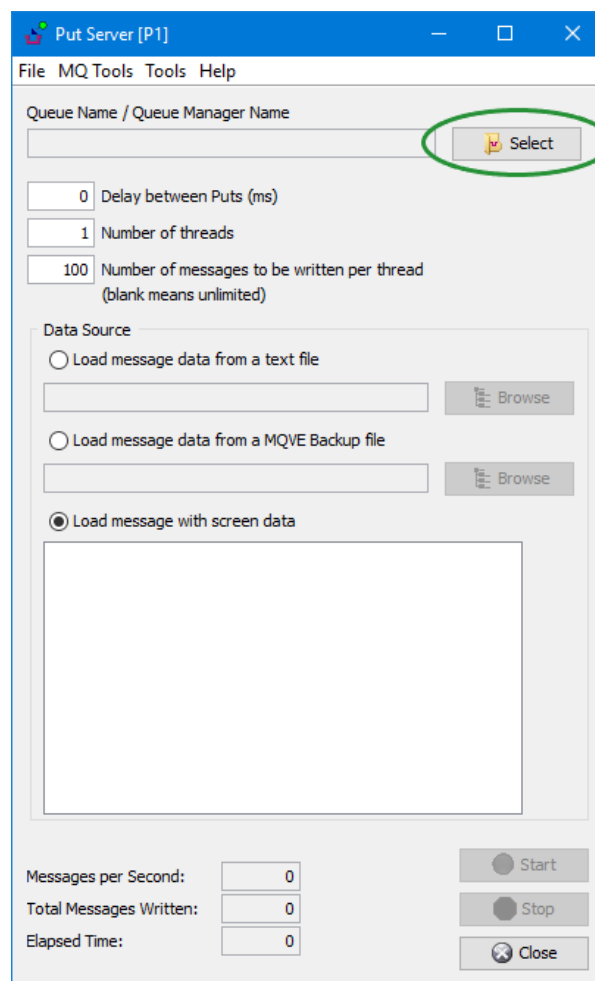 Put Server [P1]
File MQ Tools Tools Help
Queue Name / Queue Manager Name
Select
0 Delay between Puts (ms)
1 Number of threads
100 Number of messages to be written per thread
(blank means unlimited)
Data Source
Load message data from a text file
Browse
Load message data from a MQVE Backup file
Browse
Load message with screen data
Messages per Second: 0
Start
Total Messages Written: 0
Stop
Elapsed Time: 0
Close